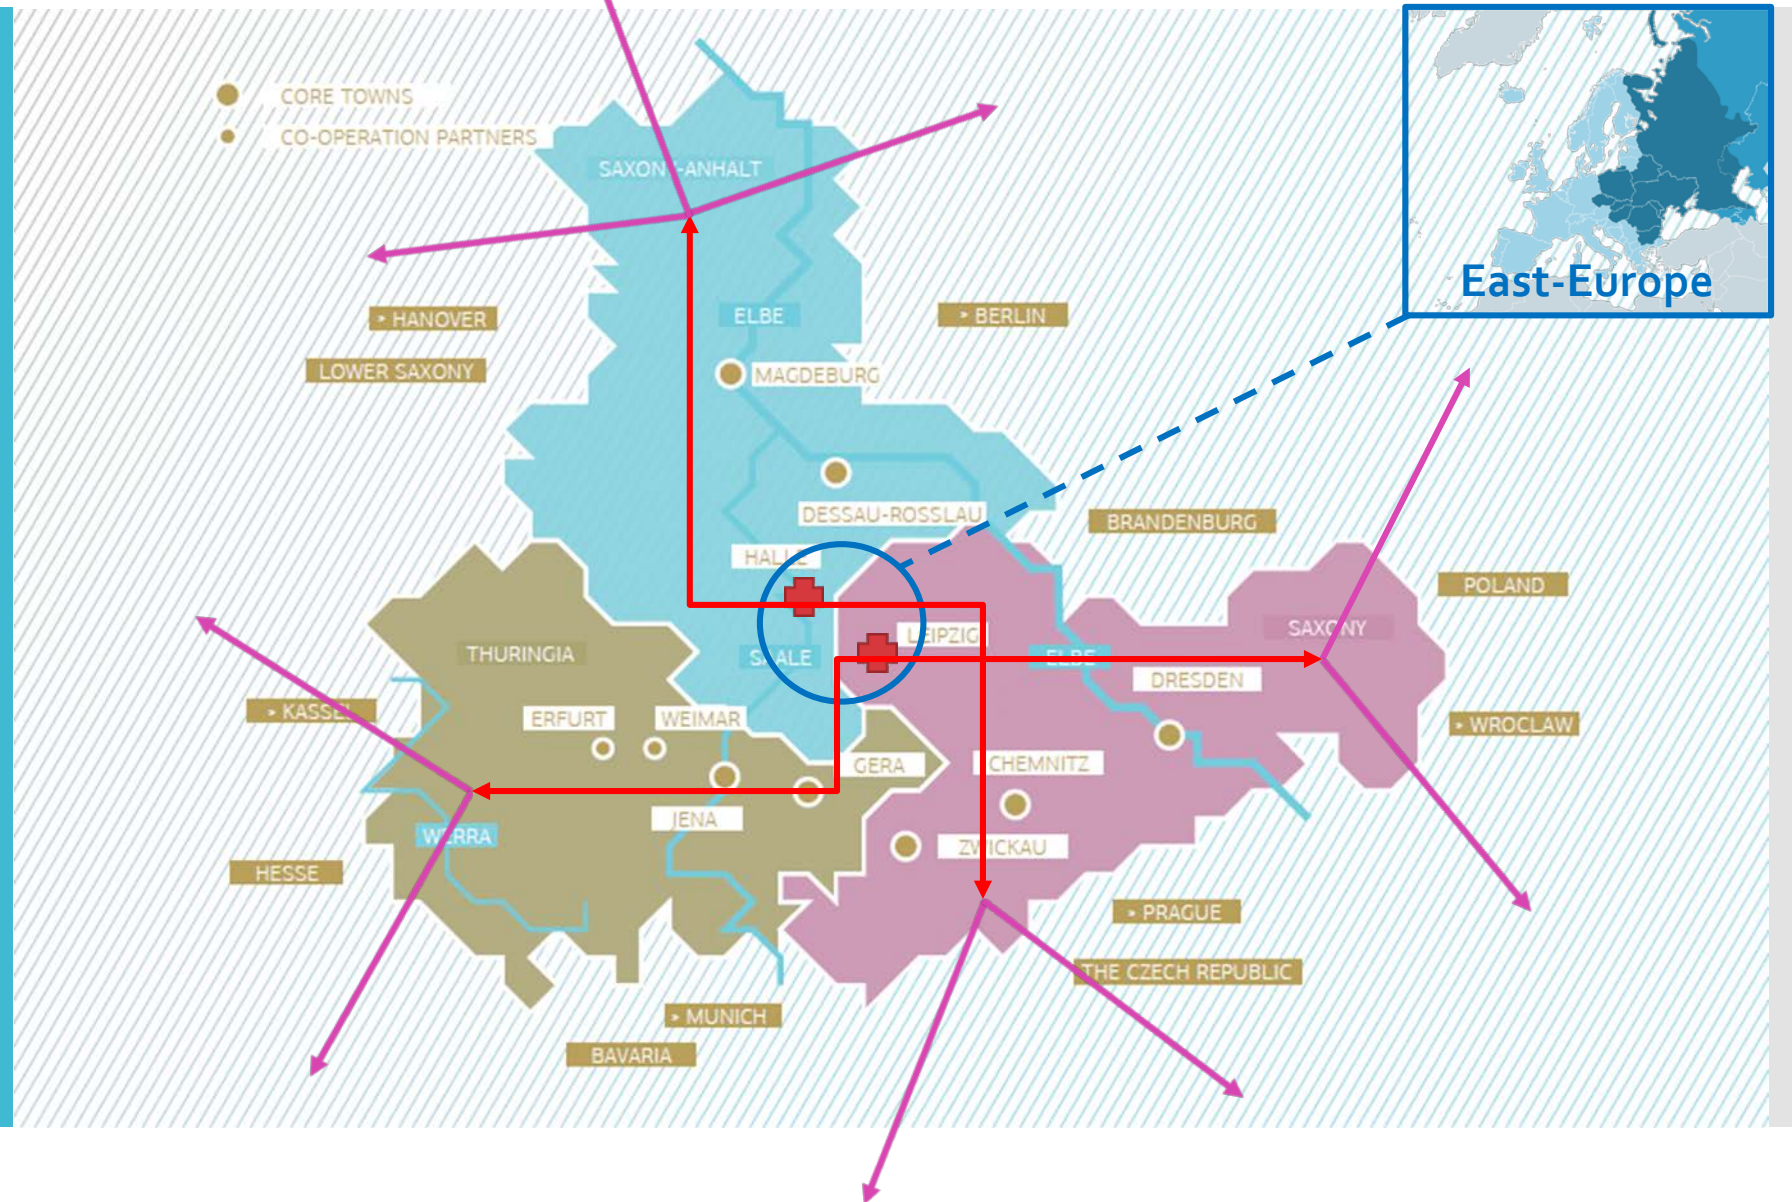 CORE TOWNS
CO-OPERATION PARTNERS
SAXONY-ANHALT
East-Europe
> HANOVER
ELBE
> BERLIN
LOWER SAXONY
MAGDEBURG
DESSAU-ROSSLAU
BRANDENBURG
HALLE
POLAND
LEIPZIG
SAXONY
THURINGIA
SAALE
ELBE
DRESDEN
> KASSEL
ERFURT
WEIMAR
> WROCLAW
GERA
CHEMNITZ
JENA
WERRA
ZWICKAU
HESSE
> PRAGUE
THE CZECH REPUBLIC
> MUNICH
BAVARIA